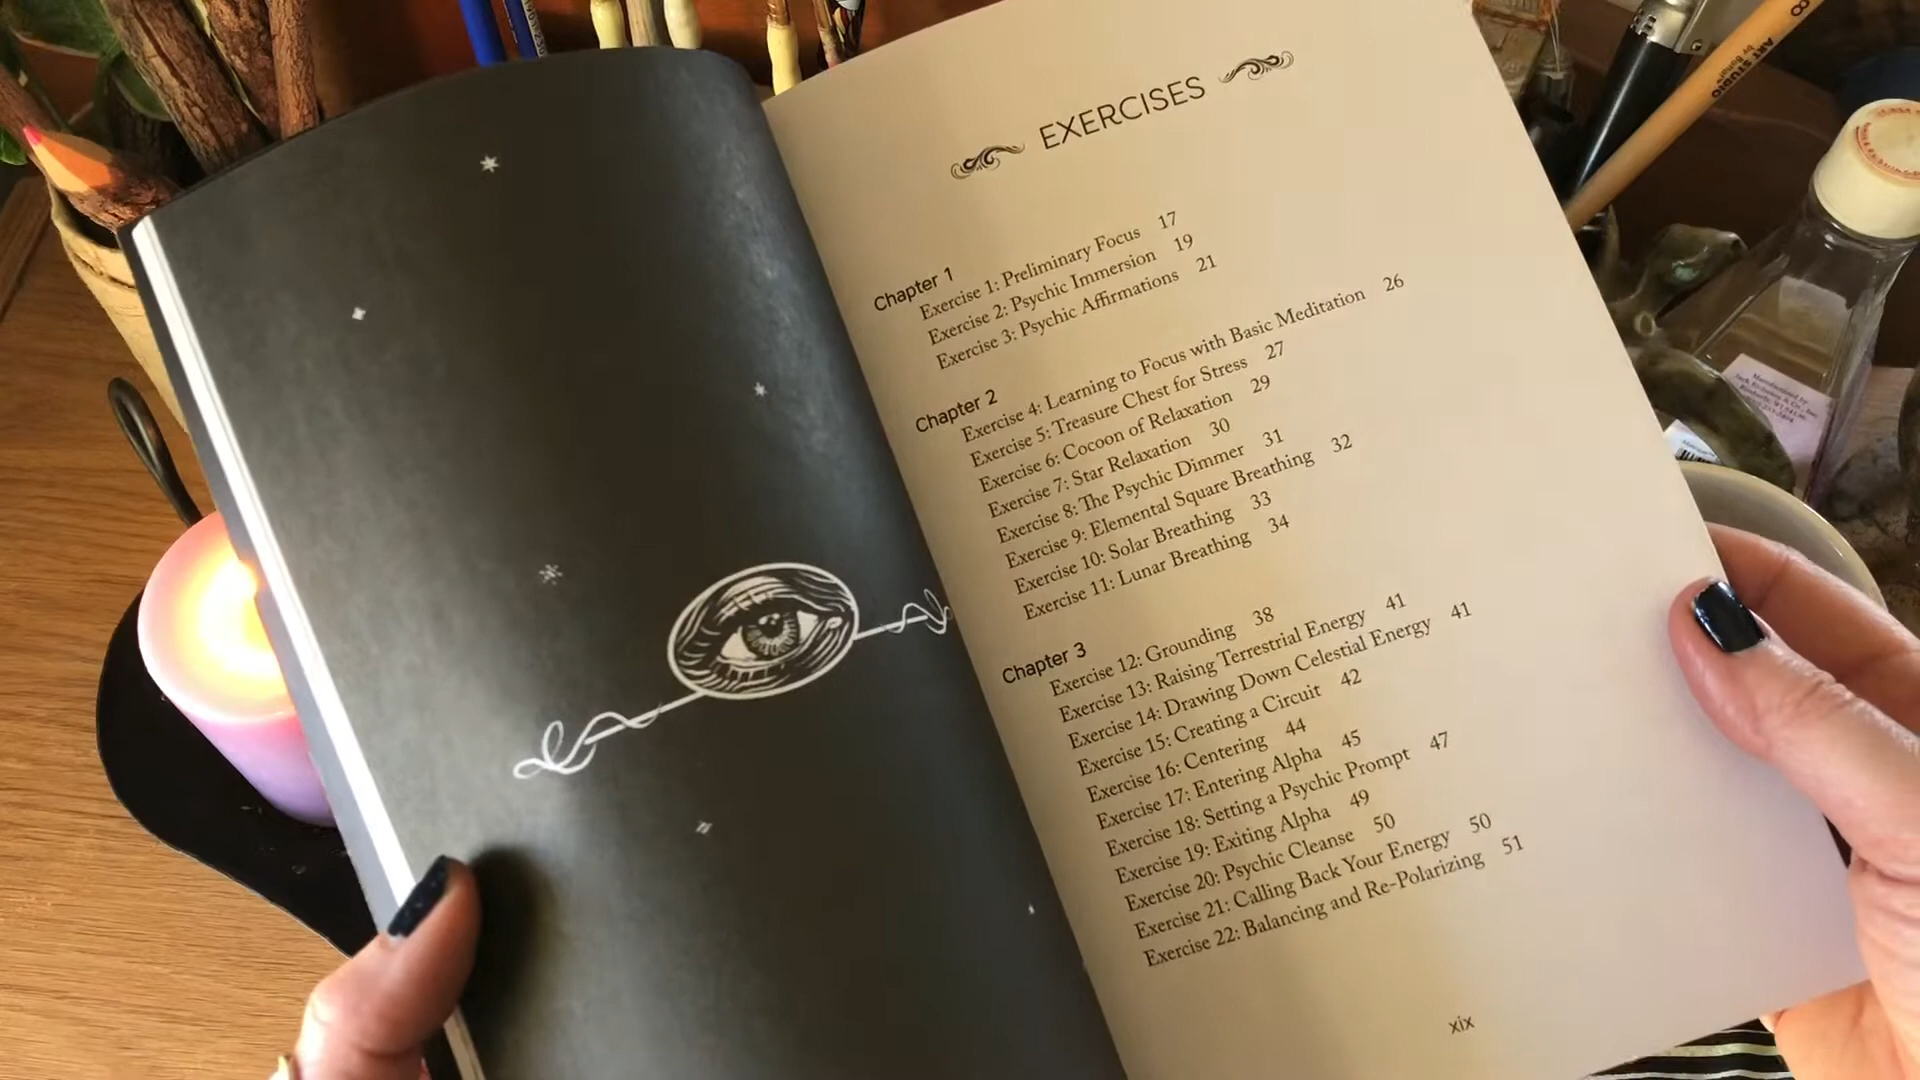 EXERCISES
Chapter 1
Exercise 1: Preliminary Focus 17
Exercise 2: Psychic Immersion 19
Exercise 3: Psychic Affirmations 21
Chapter 2
Exercise 4: Learning to Focus with Basic Meditation 26
Exercise 5: Treasure Chest for Stress 27
Exercise 6: Cocoon of Relaxation 29
Exercise 7: Star Relaxation 30
Exercise 8: The Psychic Dimmer 31
Exercise 9: Elemental Square Breathing 32
Exercise 10: Solar Breathing 33
Exercise 11: Lunar Breathing 34
Chapter 3
Exercise 12: Grounding 38
Exercise 13: Raising Terrestrial Energy 41
Exercise 14: Drawing Down Celestial Energy 41
Exercise 15: Creating a Circuit 42
Exercise 16: Centering 44
Exercise 17: Entering Alpha 45
Exercise 18: Setting a Psychic Prompt 47
Exercise 19: Exiting Alpha 49
Exercise 20: Psychic Cleanse 50
Exercise 21: Calling Back Your Energy 50
Exercise 22: Balancing and Re-Polarizing 51
xix
ART STUDIO
8
Manufactured by